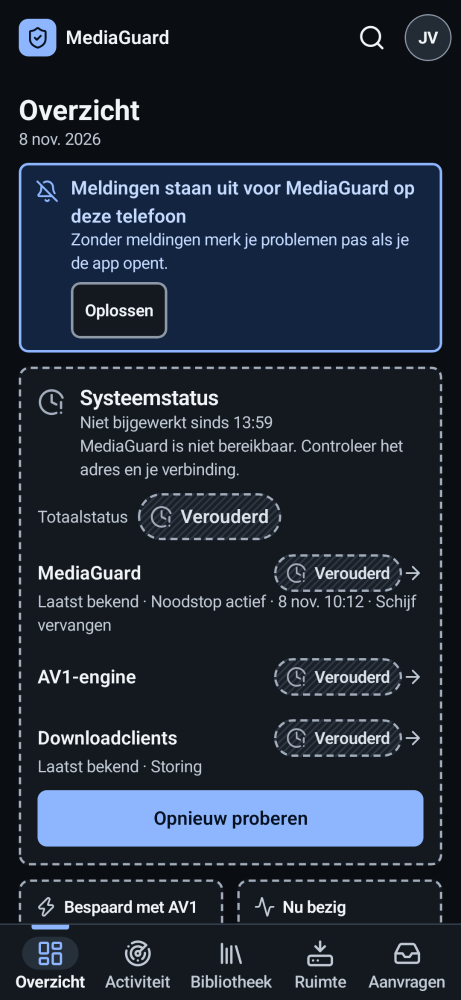 MediaGuard
JV
Overzicht
8 nov. 2026
Meldingen staan uit voor MediaGuard op
deze telefoon
Zonder meldingen merk je problemen pas als je
de app opent.
Oplossen
Systeemstatus
Niet bijgewerkt sinds 13:59
MediaGuard is niet bereikbaar. Controleer het
adres en je verbinding.
Totaalstatus Verouderd
MediaGuard Verouderd
Laatst bekend · Noodstop actief · 8 nov. 10:12 · Schijf
vervangen
AV1-engine Verouderd
Downloadclients Verouderd
Laatst bekend · Storing
Opnieuw proberen
Bespaard met AV1 Nu bezig
Overzicht Activiteit Bibliotheek Ruimte Aanvragen